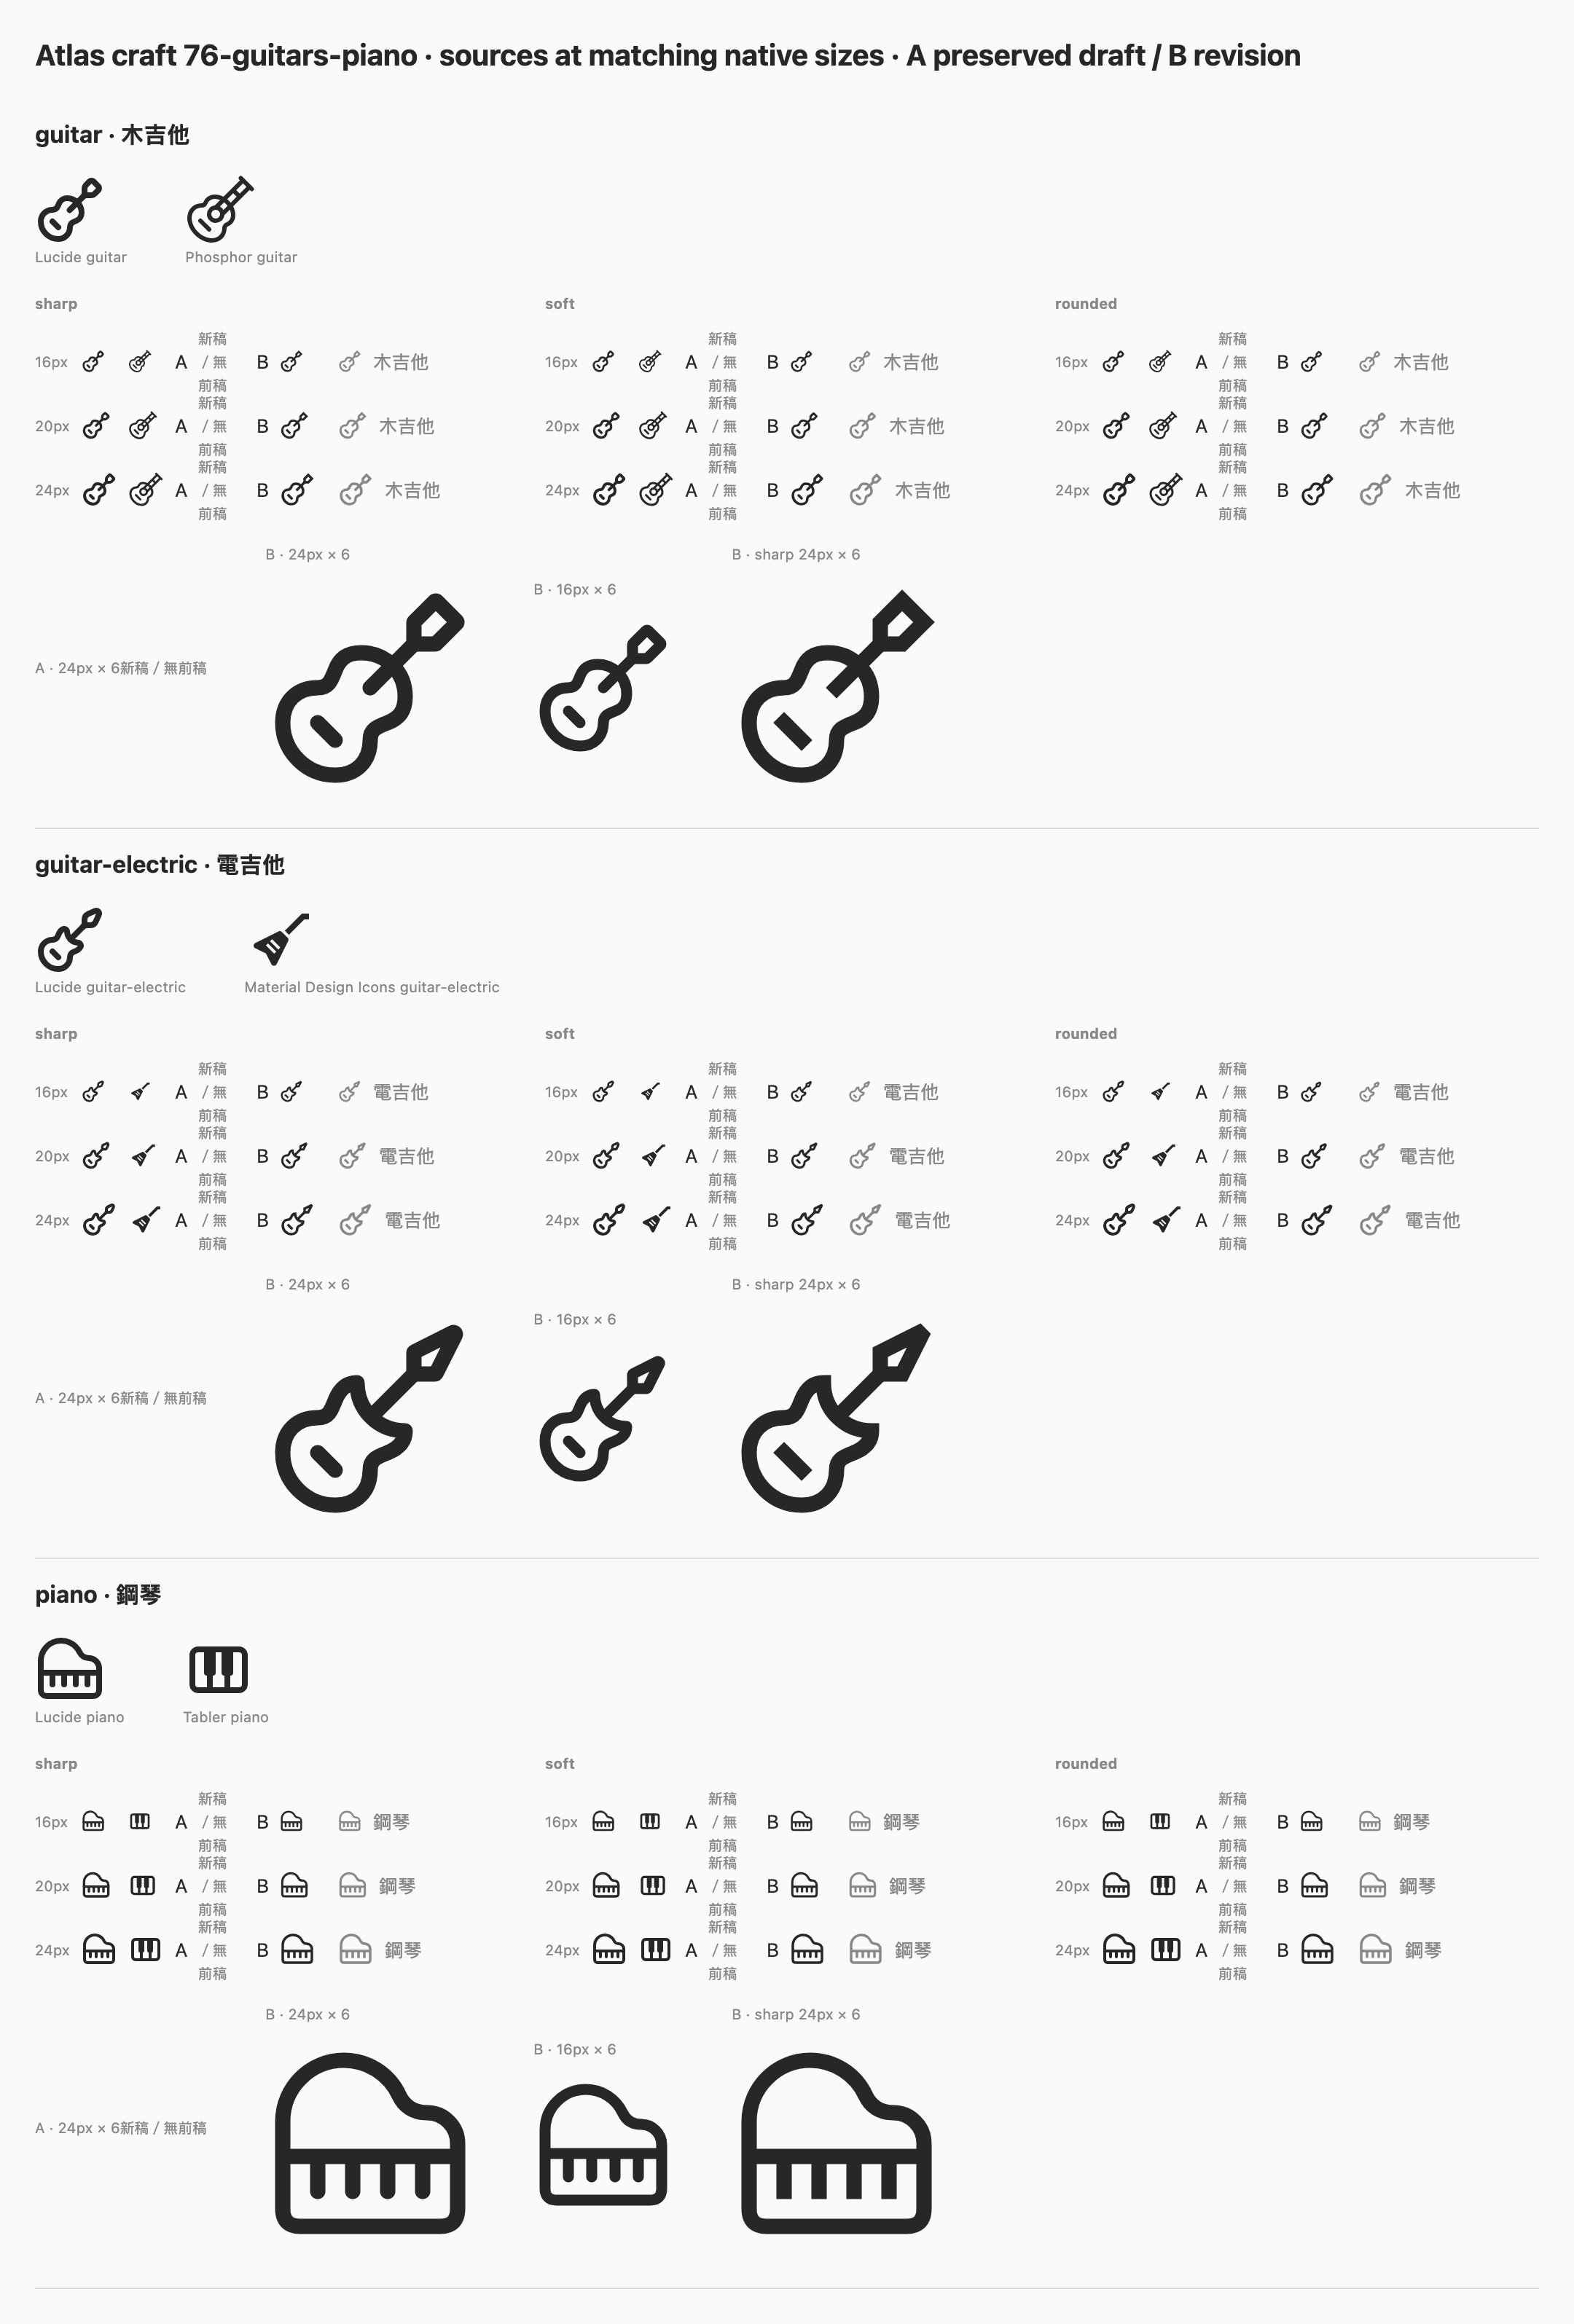 Atlas craft 76-guitars-piano · sources at matching native sizes · A preserved draft / B revision
guitar · 木吉他
Lucide guitar
Phosphor guitar
sharp
16px A 新稿 / 無前稿 B 木吉他
20px A 新稿 / 無前稿 B 木吉他
24px A 新稿 / 無前稿 B 木吉他
soft
16px A 新稿 / 無前稿 B 木吉他
20px A 新稿 / 無前稿 B 木吉他
24px A 新稿 / 無前稿 B 木吉他
rounded
16px A 新稿 / 無前稿 B 木吉他
20px A 新稿 / 無前稿 B 木吉他
24px A 新稿 / 無前稿 B 木吉他
A · 24px × 6新稿 / 無前稿
B · 24px × 6
B · 16px × 6
B · sharp 24px × 6
guitar-electric · 電吉他
Lucide guitar-electric
Material Design Icons guitar-electric
sharp
16px A 新稿 / 無前稿 B 電吉他
20px A 新稿 / 無前稿 B 電吉他
24px A 新稿 / 無前稿 B 電吉他
soft
16px A 新稿 / 無前稿 B 電吉他
20px A 新稿 / 無前稿 B 電吉他
24px A 新稿 / 無前稿 B 電吉他
rounded
16px A 新稿 / 無前稿 B 電吉他
20px A 新稿 / 無前稿 B 電吉他
24px A 新稿 / 無前稿 B 電吉他
A · 24px × 6新稿 / 無前稿
B · 24px × 6
B · 16px × 6
B · sharp 24px × 6
piano · 鋼琴
Lucide piano
Tabler piano
sharp
16px A 新稿 / 無前稿 B 鋼琴
20px A 新稿 / 無前稿 B 鋼琴
24px A 新稿 / 無前稿 B 鋼琴
soft
16px A 新稿 / 無前稿 B 鋼琴
20px A 新稿 / 無前稿 B 鋼琴
24px A 新稿 / 無前稿 B 鋼琴
rounded
16px A 新稿 / 無前稿 B 鋼琴
20px A 新稿 / 無前稿 B 鋼琴
24px A 新稿 / 無前稿 B 鋼琴
A · 24px × 6新稿 / 無前稿
B · 24px × 6
B · 16px × 6
B · sharp 24px × 6